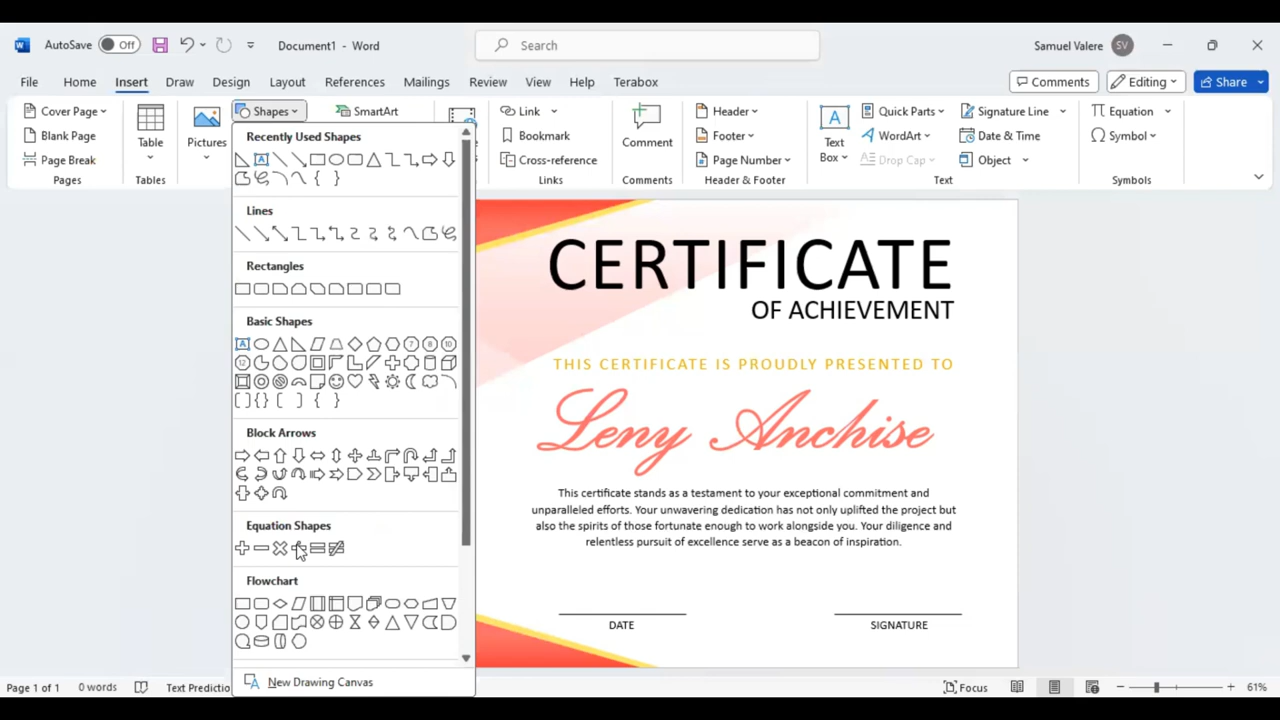 AutoSave Off Document1 - Word Search Samuel Valere SV
File Home Insert Draw Design Layout References Mailings Review View Help Terabox Comments Editing Share
Cover Page
Blank Page
Page Break
Pages
Table
Tables
Pictures
Shapes
SmartArt
Link
Bookmark
Cross-reference
Links
Comment
Comments
Header
Footer
Page Number
Header & Footer
A
Text
Box
Quick Parts
WordArt
Drop Cap
Signature Line
Date & Time
Object
Text
Equation
Symbol
Symbols
Recently Used Shapes
Lines
Rectangles
Basic Shapes
Block Arrows
Equation Shapes
Flowchart
New Drawing Canvas
CERTIFICATE
OF ACHIEVEMENT
THIS CERTIFICATE IS PROUDLY PRESENTED TO
Leny Anchise
This certificate stands as a testament to your exceptional commitment and
unparalleled efforts. Your unwavering dedication has not only uplifted the project but
also the spirits of those fortunate enough to work alongside you. Your diligence and
relentless pursuit of excellence serve as a beacon of inspiration.
DATE SIGNATURE
Page 1 of 1 0 words Text Predictio Focus 61%